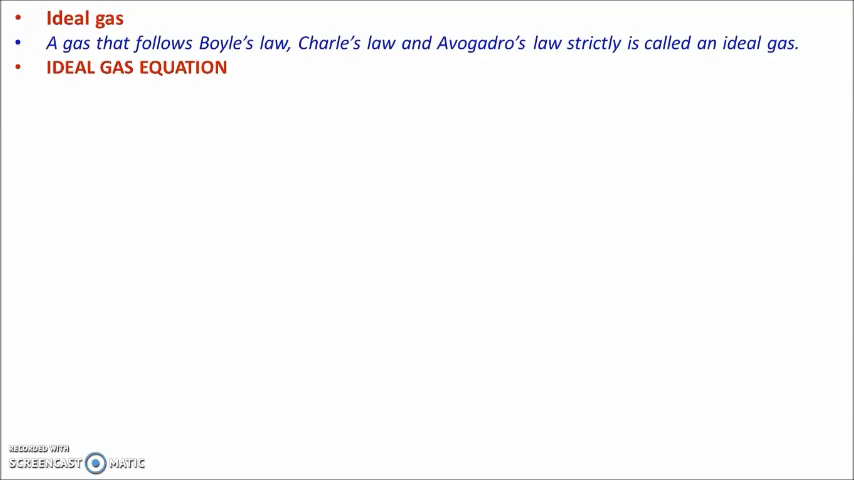 • Ideal gas
• A gas that follows Boyle’s law, Charle’s law and Avogadro’s law strictly is called an ideal gas.
• IDEAL GAS EQUATION
RECORDED WITH
SCREENCAST MATIC